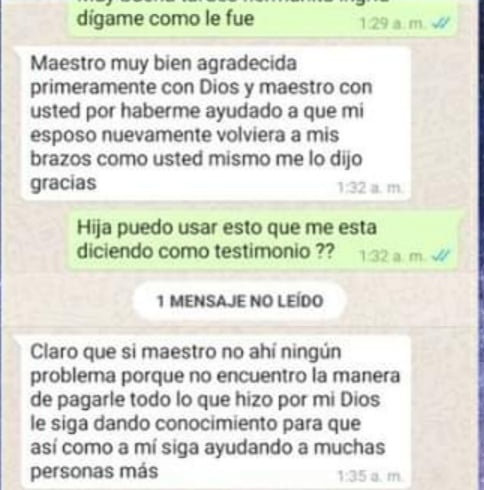 dígame como le fue
1:29 a. m.
Maestro muy bien agradecida
primeramente con Dios y maestro con
usted por haberme ayudado a que mi
esposo nuevamente volviera a mis
brazos como usted mismo me lo dijo
gracias
1:32 a. m.
Hija puedo usar esto que me esta
diciendo como testimonio ??
1:32 a. m.
1 MENSAJE NO LEÍDO
Claro que si maestro no ahí ningún
problema porque no encuentro la manera
de pagarle todo lo que hizo por mi Dios
le siga dando conocimiento para que
así como a mí siga ayudando a muchas
personas más
1:35 a. m.